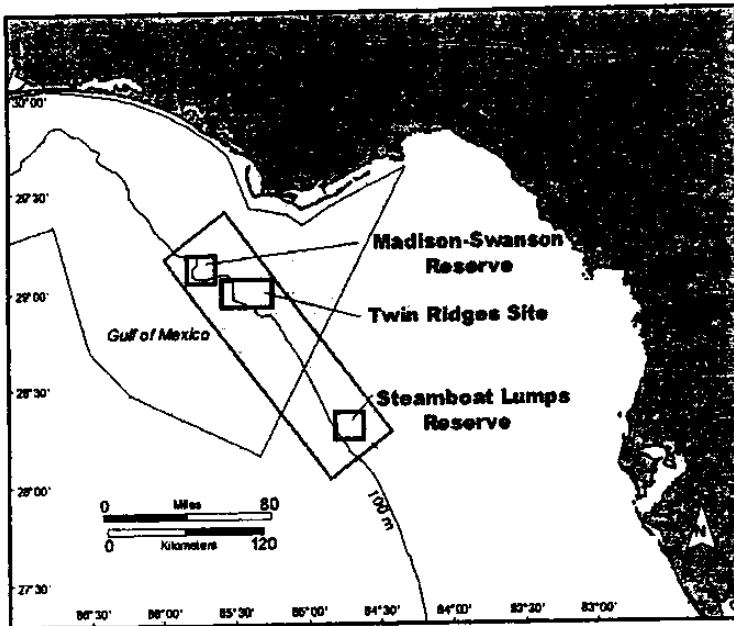 30°00'
29°30'
Madison-Swanson
Reserve
29°00'
Twin Ridges Site
Gulf of Mexico
28°30'
Steamboat Lumps
Reserve
28°00'
0 Miles 80
0 Kilometers 120
100 m
N
27°30'
86°30' 86°00' 85°30' 85°00' 84°30' 84°00' 83°30' 83°00'